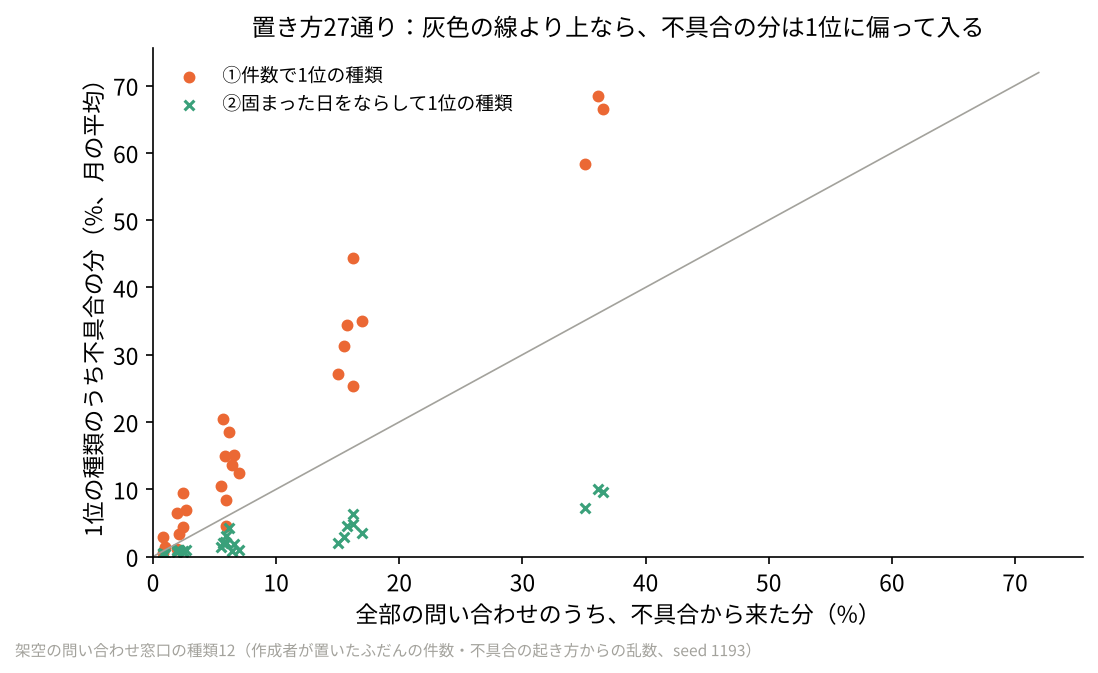 置き方27通り：灰色の線より上なら、不具合の分は1位に偏って入る
①件数で1位の種類
②固まった日をならして1位の種類
1位の種類のうち不具合の分（%、月の平均）
70
60
50
40
30
20
10
0
0 10 20 30 40 50 60 70
全部の問い合わせのうち、不具合から来た分（%）
架空の問い合わせ窓口の種類12（作成者が置いたふだんの件数・不具合の起き方からの乱数、seed 1193）